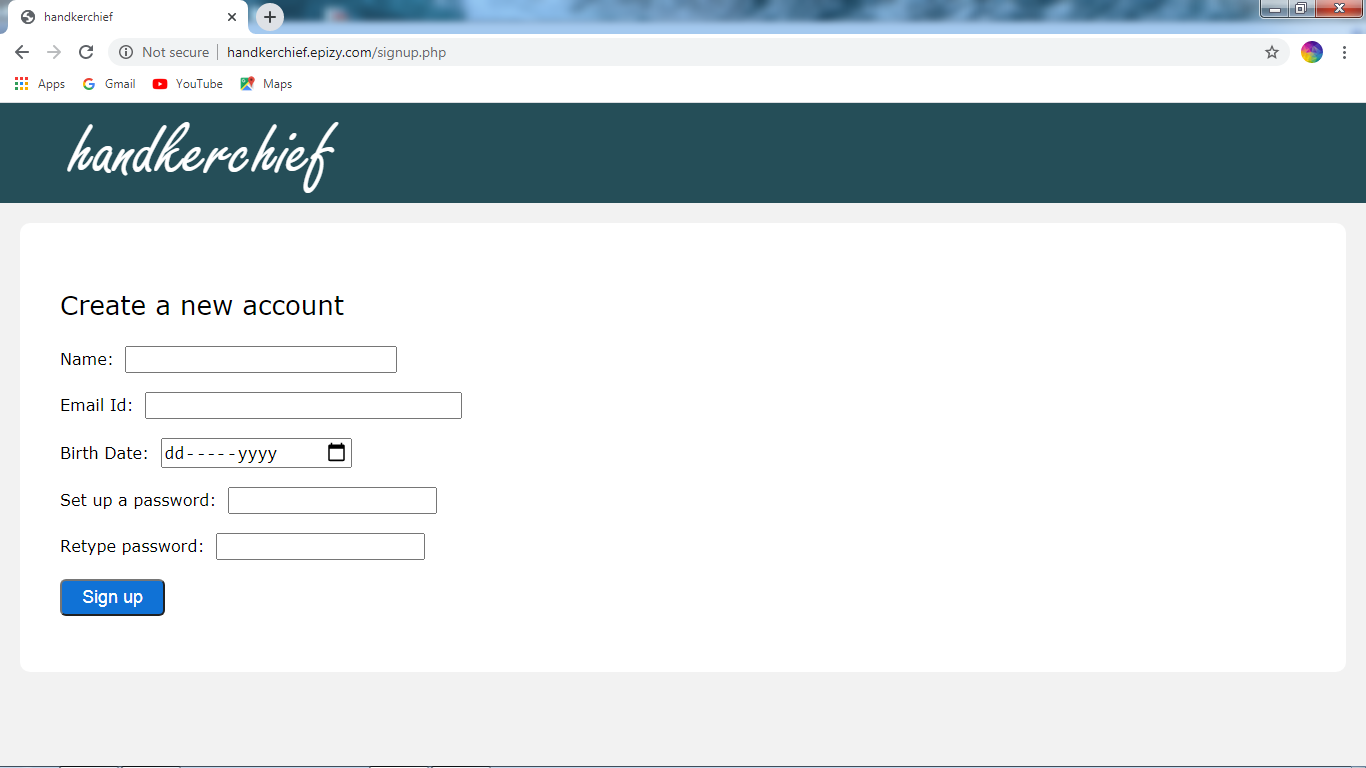 handkerchief
Not secure handkerchief.epizy.com/signup.php
Apps Gmail YouTube Maps
handkerchief
Create a new account
Name:
Email Id:
Birth Date: dd-----yyyy
Set up a password:
Retype password:
Sign up